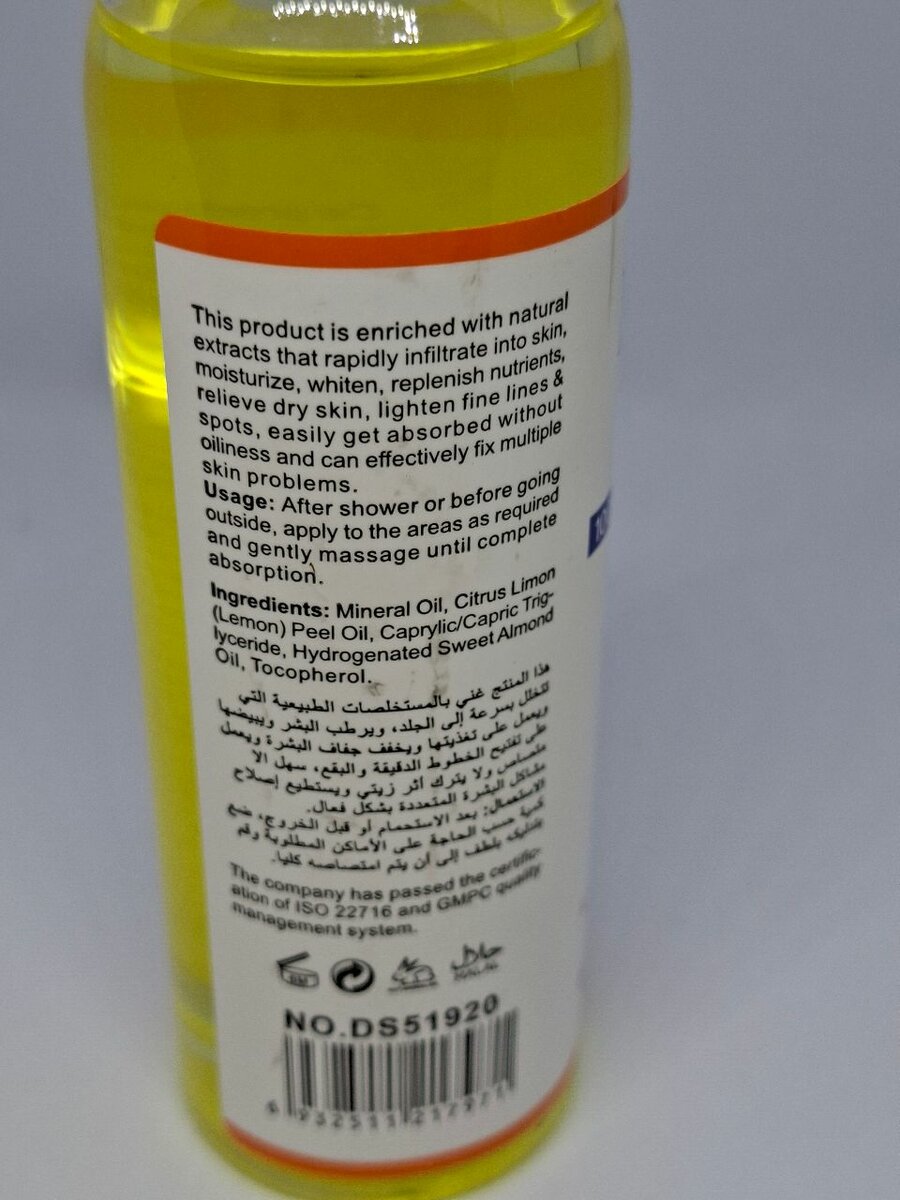 This product is enriched with natural
extracts that rapidly infiltrate into skin,
moisturize, whiten, replenish nutrients,
relieve dry skin, lighten fine lines &
spots, easily get absorbed without
oiliness and can effectively fix multiple
skin problems.
Usage: After shower or before going
outside, apply to the areas as required
and gently massage until complete
absorption.
Ingredients: Mineral Oil, Citrus Limon
(Lemon) Peel Oil, Caprylic/Capric Trig-
lyceride, Hydrogenated Sweet Almond
Oil, Tocopherol.
هذا المنتج غني بالمستخلصات الطبيعية التي
تتخلل بسرعة إلى الجلد، ويرطب البشر ويبيضها
ويعمل على تغذيتها ويخفف جفاف البشرة ويعمل
على تفتيح الخطوط الدقيقة والبقع، سهل الا
متصاص ولا يترك أثر زيتي ويستطيع إصلاح
مشاكل البشرة المتعددة بشكل فعال.
الاستعمال: بعد الاستحمام أو قبل الخروج، ضع
كمية حسب الحاجة على الأماكن المطلوبة وقم
بتدليكه بلطف إلى أن يتم امتصاصه كليا.
The company has passed the certific-
ation of ISO 22716 and GMPC quality
management system.
حلال
HALAL
NO.DS51920